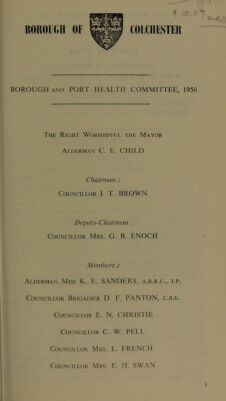 BOROUGH OF COLCHESTER
BOROUGH AND PORT HEALTH COMMITTEE, 1956
THE RIGHT WORSHIPFUL THE MAYOR
ALDERMAN C. E. CHILD
Chairman :
COUNCILLOR I. T. BROWN
Deputy-Chairman :
COUNCILLOR MRS. G. B. ENOCH
Members :
ALDERMAN MISS K. E. SANDERS, A.R.R.C., J.P.
COUNCILLOR BRIGADIER D. F. PANTON, C.B.E.
COUNCILLOR E. N. CHRISTIE
COUNCILLOR C. W. PELL
COUNCILLOR MRS. L. FRENCH
COUNCILLOR MRS. E. H. SWAN
1